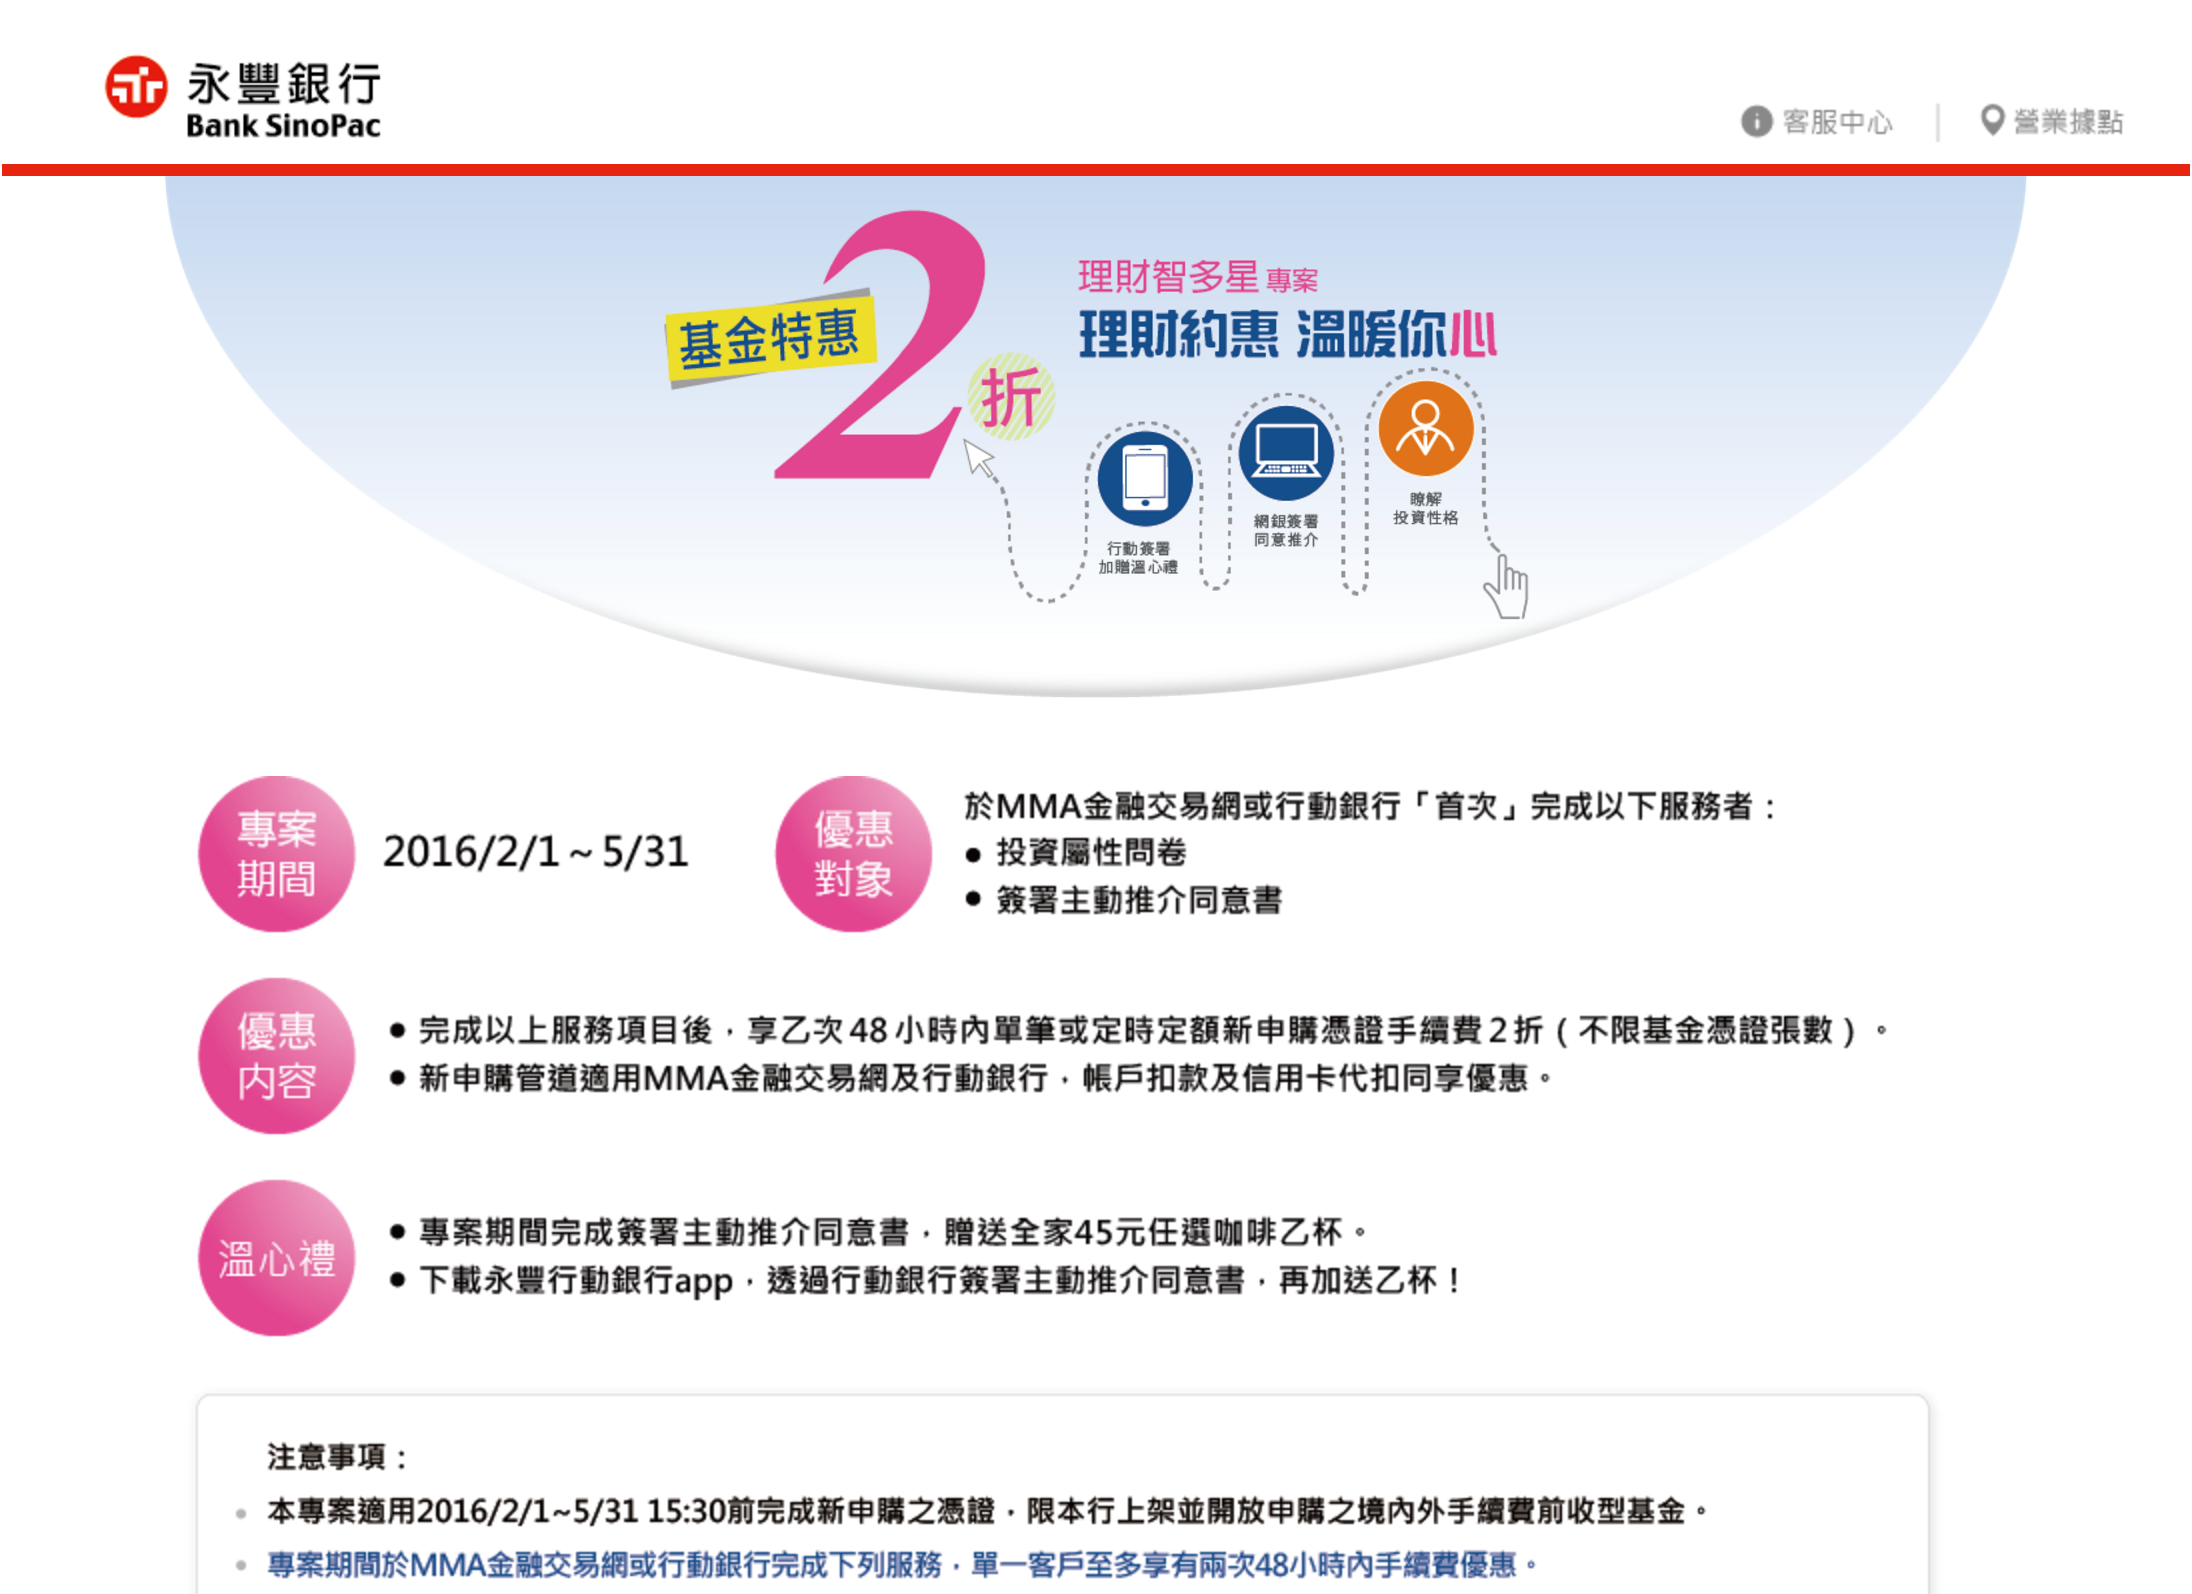 永豐銀行
Bank SinoPac
客服中心
營業據點
基金特惠
2
折
理財智多星 專案
理財約惠 溫暖你心
行動簽署
加贈溫心禮
網銀簽署
同意推介
瞭解
投資性格
專案
期間
2016/2/1~5/31
優惠
對象
於MMA金融交易網或行動銀行「首次」完成以下服務者：
● 投資屬性問卷
● 簽署主動推介同意書
優惠
內容
● 完成以上服務項目後，享乙次48小時內單筆或定時定額新申購憑證手續費2折（不限基金憑證張數）。
● 新申購管道適用MMA金融交易網及行動銀行，帳戶扣款及信用卡代扣同享優惠。
溫心禮
● 專案期間完成簽署主動推介同意書，贈送全家45元任選咖啡乙杯。
● 下載永豐行動銀行app，透過行動銀行簽署主動推介同意書，再加送乙杯！
注意事項：
● 本專案適用2016/2/1~5/31 15:30前完成新申購之憑證，限本行上架並開放申購之境內外手續費前收型基金。
● 專案期間於MMA金融交易網或行動銀行完成下列服務，單一客戶至多享有兩次48小時內手續費優惠。